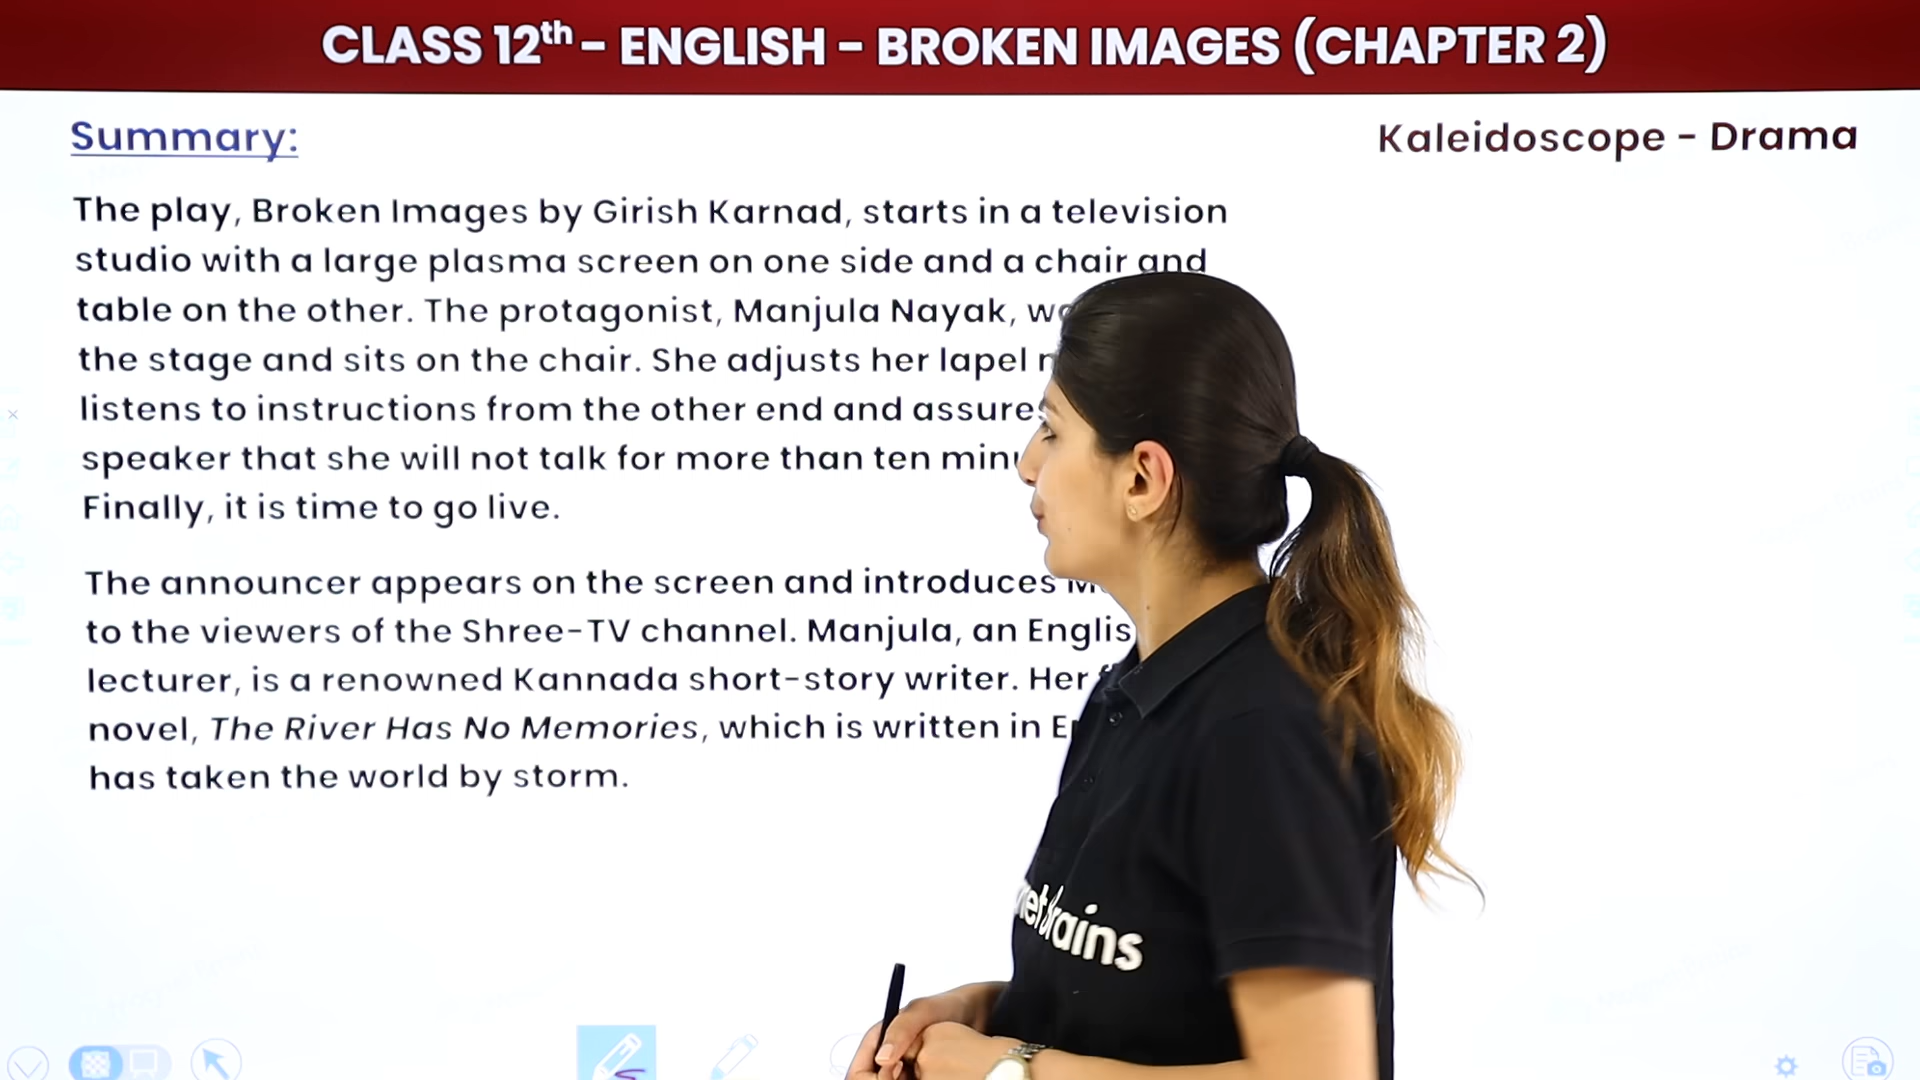 CLASS 12th - ENGLISH - BROKEN IMAGES (CHAPTER 2)
Summary:
Kaleidoscope - Drama
The play, Broken Images by Girish Karnad, starts in a television
studio with a large plasma screen on one side and a chair and
table on the other. The protagonist, Manjula Nayak,
the stage and sits on the chair. She adjusts her lapel
listens to instructions from the other end and
speaker that she will not talk for more than ten
Finally, it is time to go live.
The announcer appears on the screen and introduces
to the viewers of the Shree-TV channel. Manjula, an
lecturer, is a renowned Kannada short-story writer. Her
novel, The River Has No Memories, which is written in
has taken the world by storm.